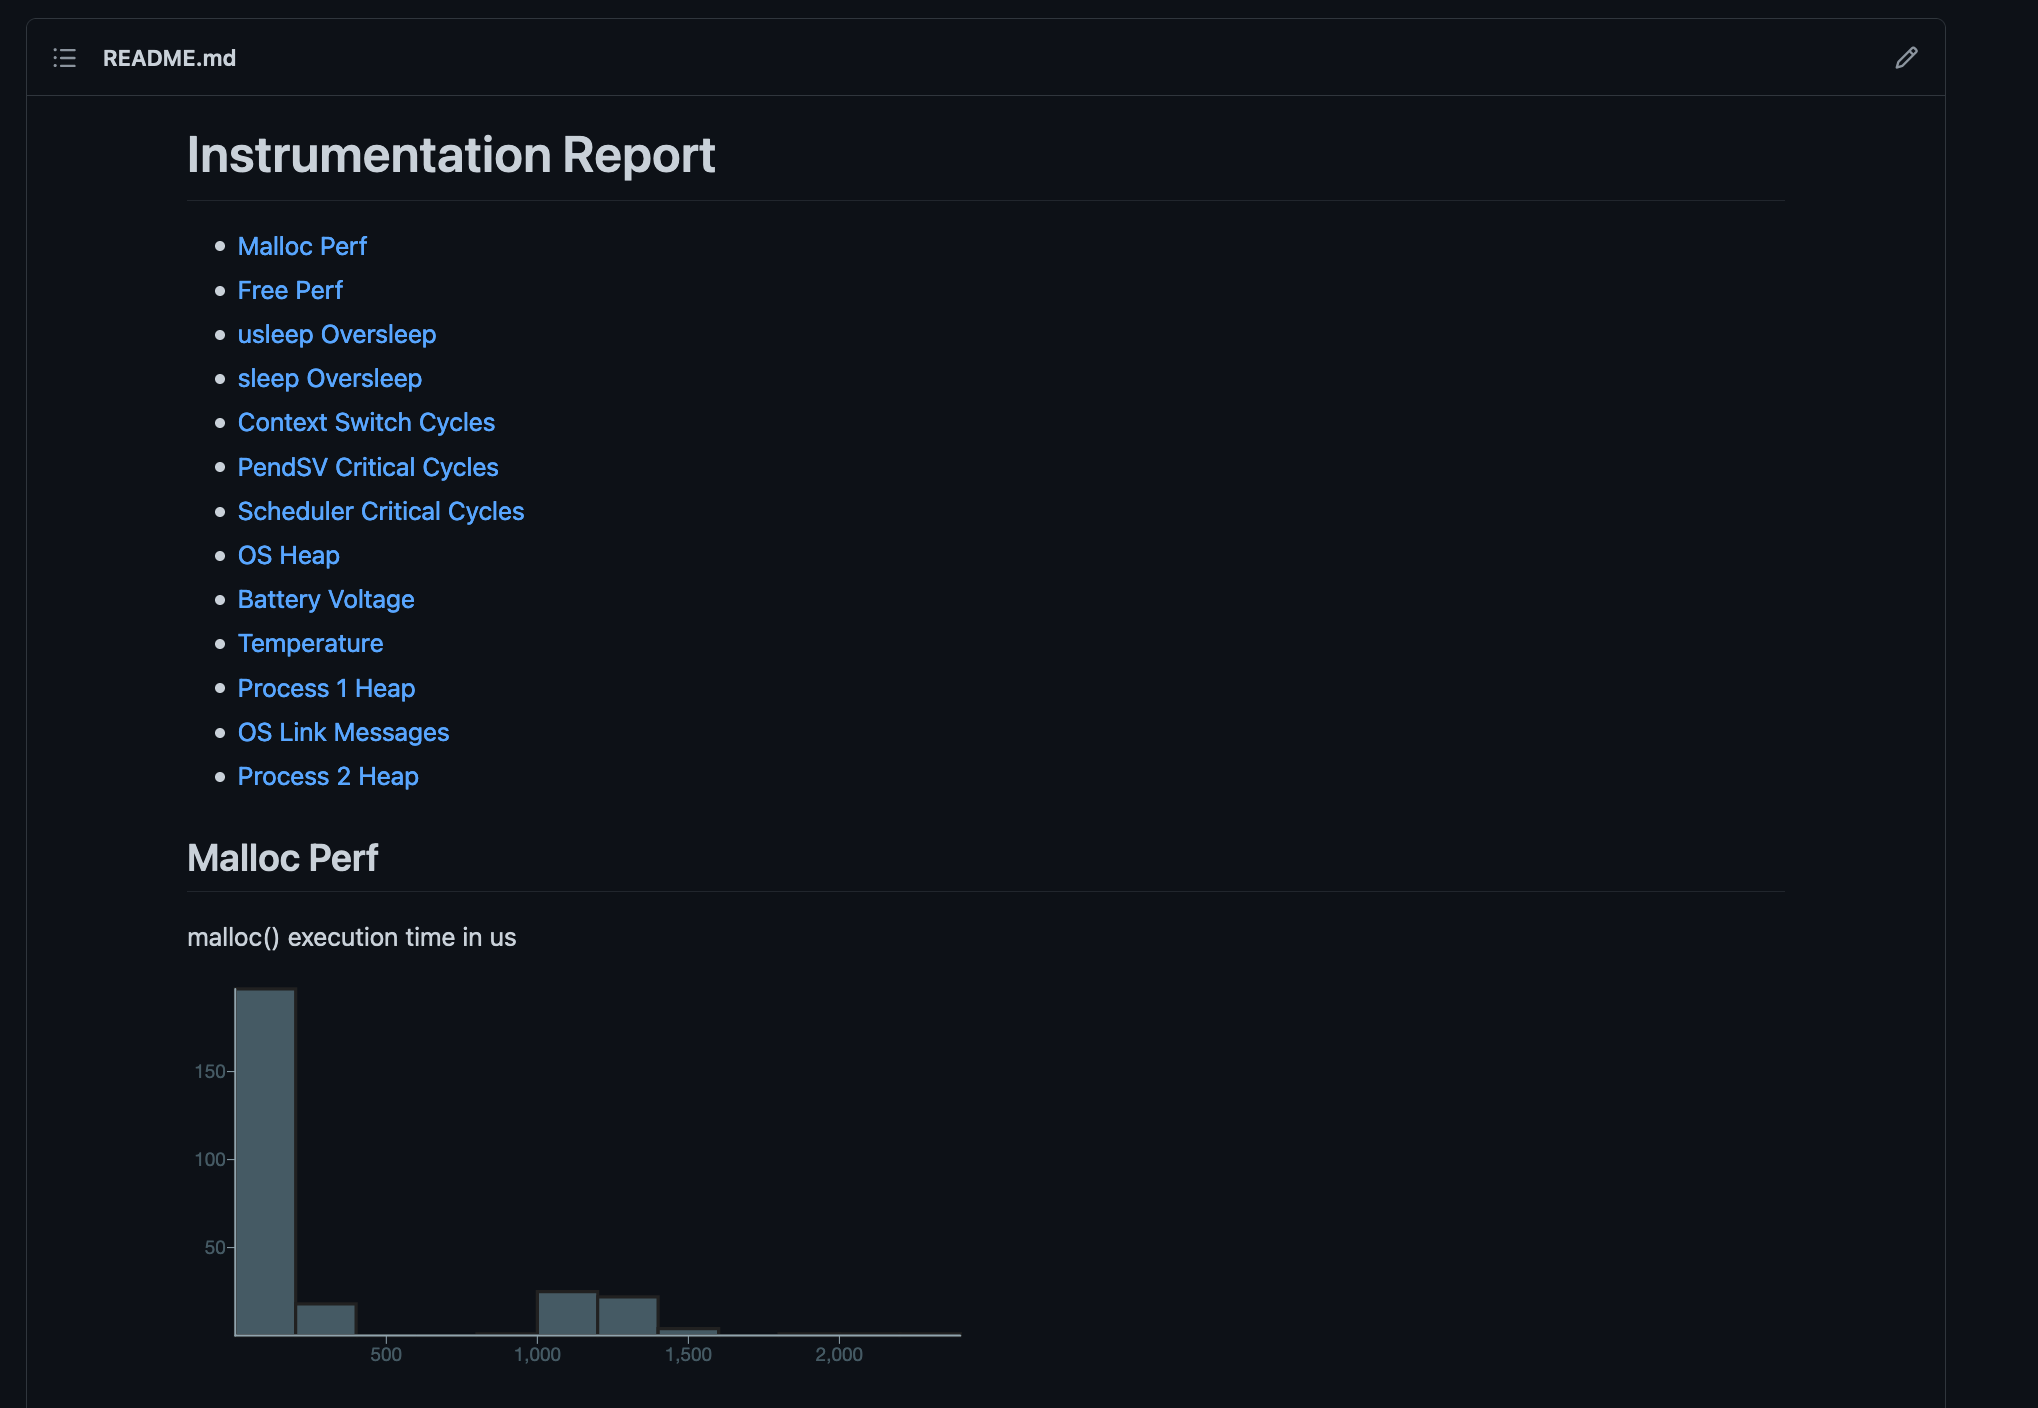 README.md
Instrumentation Report
Malloc Perf
Free Perf
usleep Oversleep
sleep Oversleep
Context Switch Cycles
PendSV Critical Cycles
Scheduler Critical Cycles
OS Heap
Battery Voltage
Temperature
Process 1 Heap
OS Link Messages
Process 2 Heap
Malloc Perf
malloc() execution time in us
150
100
50
500 1,000 1,500 2,000